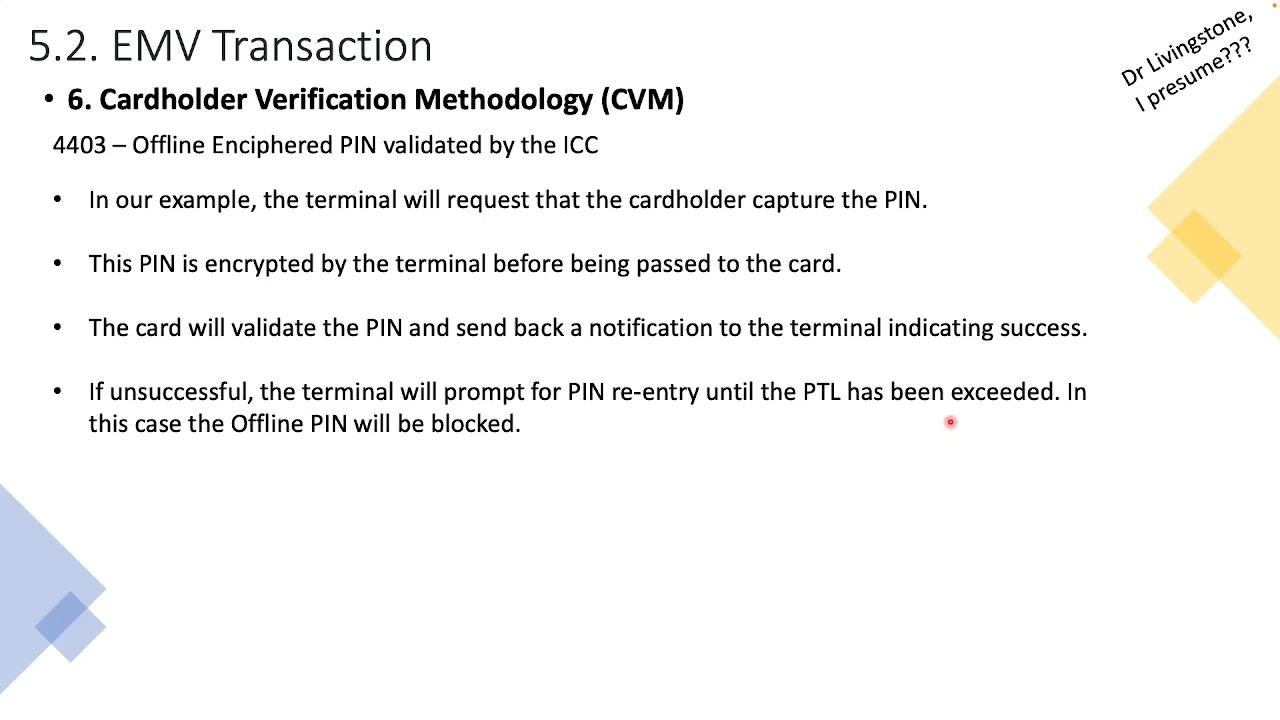 5.2. EMV Transaction
Dr Livingstone,
I presume???
• 6. Cardholder Verification Methodology (CVM)
4403 – Offline Enciphered PIN validated by the ICC
• In our example, the terminal will request that the cardholder capture the PIN.
• This PIN is encrypted by the terminal before being passed to the card.
• The card will validate the PIN and send back a notification to the terminal indicating success.
• If unsuccessful, the terminal will prompt for PIN re-entry until the PTL has been exceeded. In
this case the Offline PIN will be blocked.